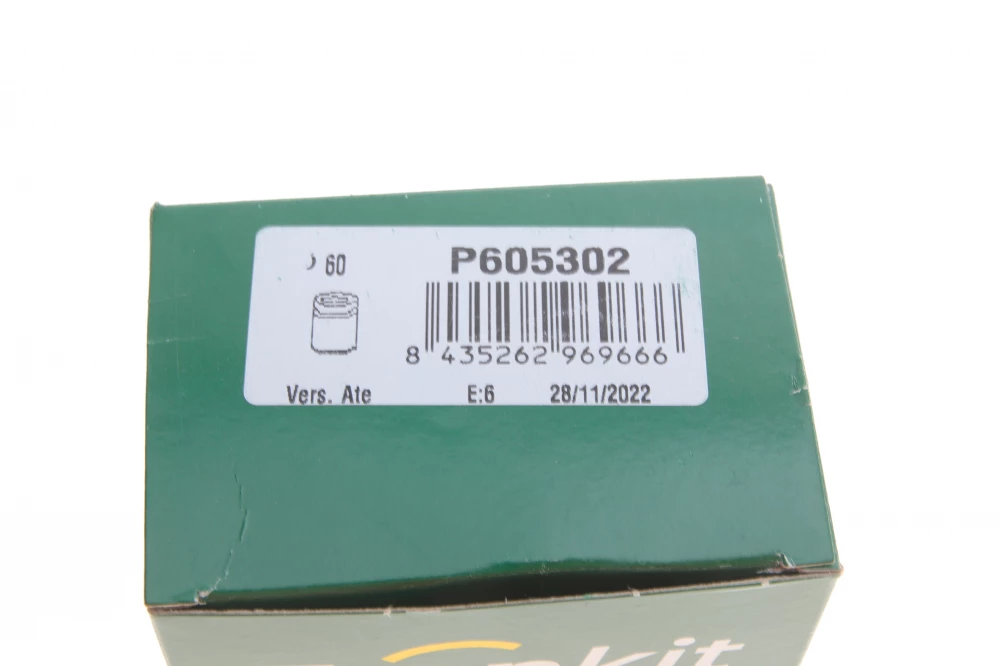 60
P605302
8 435262 969666
Vers. Ate E:6 28/11/2022